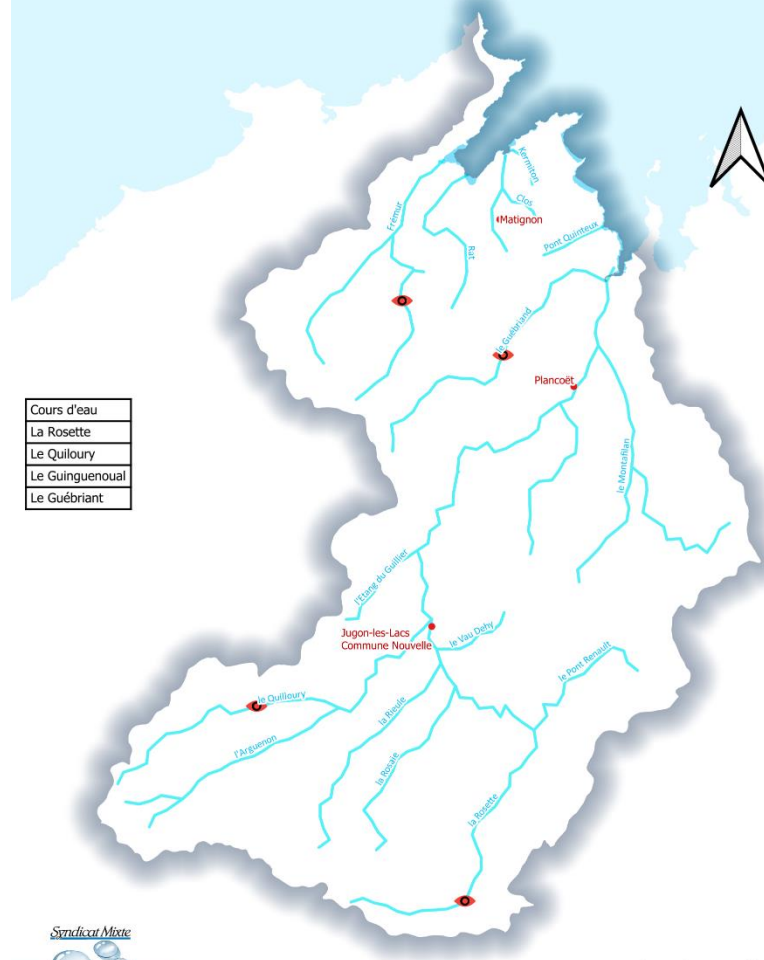 Kermiton
Clos
Matignon
Frémur
Rat
Pont Quinteux
le Guébriand
Plancoët
le Montafilan
Cours d'eau
La Rosette
Le Quiloury
Le Guinguenoual
Le Guébriant
l'Etang du Guillier
Jugon-les-Lacs
Commune Nouvelle
le Vau Dehy
le Pont Renault
le Quilloury
la Rieule
l'Arguenon
la Rosaie
la Rosette
Syndicat Mixte